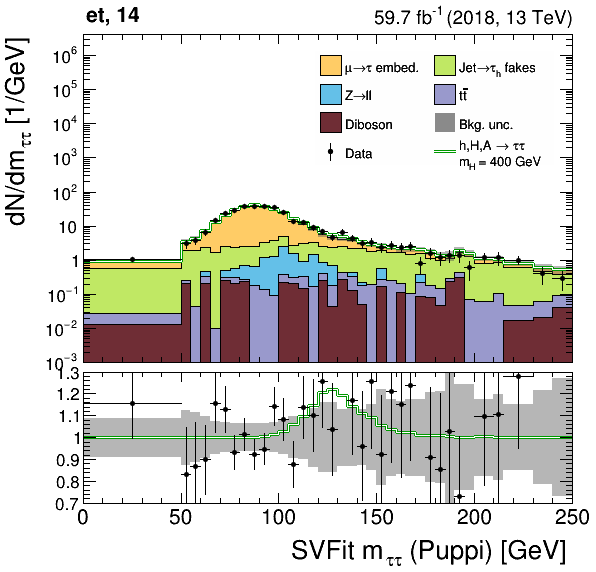 et, 14
59.7 fb⁻¹ (2018, 13 TeV)
dN/dm_ττ [1/GeV]
10⁶
10⁵
10⁴
10³
10²
10
1
10⁻¹
10⁻²
10⁻³
μ→τ embed.
Jet→τ_h fakes
Z→ll
tt̄
Diboson
Bkg. unc.
Data
h,H,A → ττ
m_H = 400 GeV
1.3
1.2
1.1
1.0
0.9
0.8
0.7
0 50 100 150 200 250
SVFit m_ττ (Puppi) [GeV]